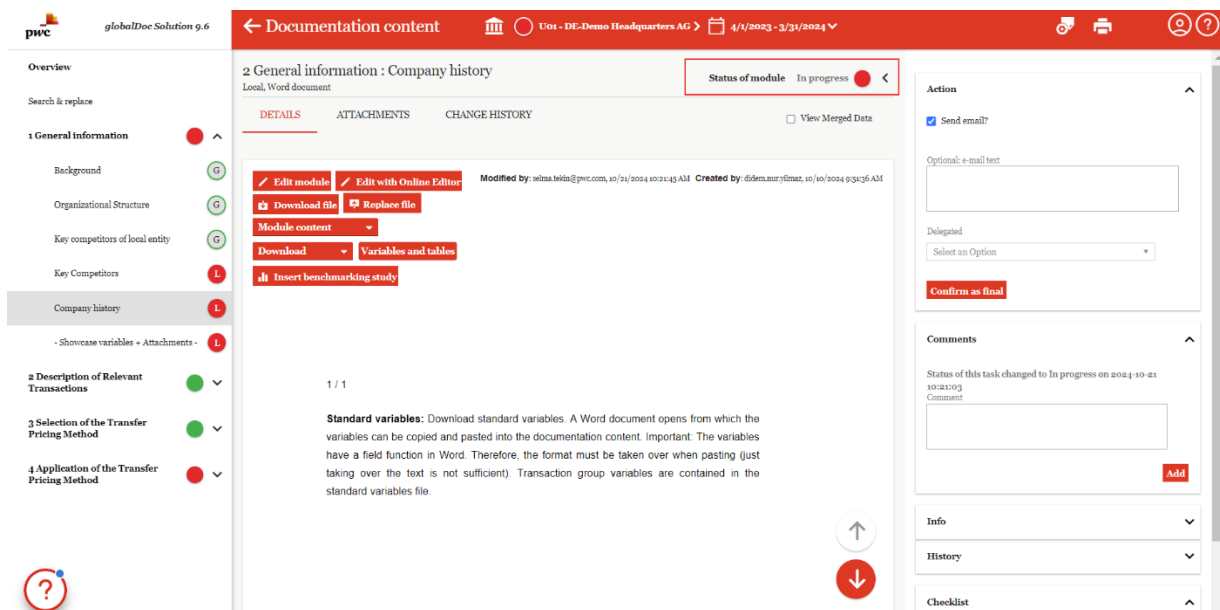 pwc
globalDoc Solution 9.6
Documentation content
U01 - DE-Demo Headquarters AG
4/1/2023 - 3/31/2024
?
Overview
Search & replace
1 General information
Background
G
Organizational Structure
G
Key competitors of local entity
G
Key Competitors
L
Company history
L
- Showcase variables + Attachments -
L
2 Description of Relevant
Transactions
3 Selection of the Transfer
Pricing Method
4 Application of the Transfer
Pricing Method
?
2 General information : Company history
Local, Word document
Status of module In progress
DETAILS ATTACHMENTS CHANGE HISTORY
View Merged Data
Edit module Edit with Online Editor
Modified by: selma.tekin@pwc.com, 10/21/2024 10:21:45 AM Created by: didem.nur.yilmaz, 10/10/2024 9:51:36 AM
Download file Replace file
Module content
Download Variables and tables
Insert benchmarking study
1 / 1
Standard variables: Download standard variables. A Word document opens from which the
variables can be copied and pasted into the documentation content. Important: The variables
have a field function in Word. Therefore, the format must be taken over when pasting (just
taking over the text is not sufficient). Transaction group variables are contained in the
standard variables file.
Action
Send email?
Optional: e-mail text
Delegated
Select an Option
Confirm as final
Comments
Status of this task changed to In progress on 2024-10-21
10:21:03
Comment
Add
Info
History
Checklist